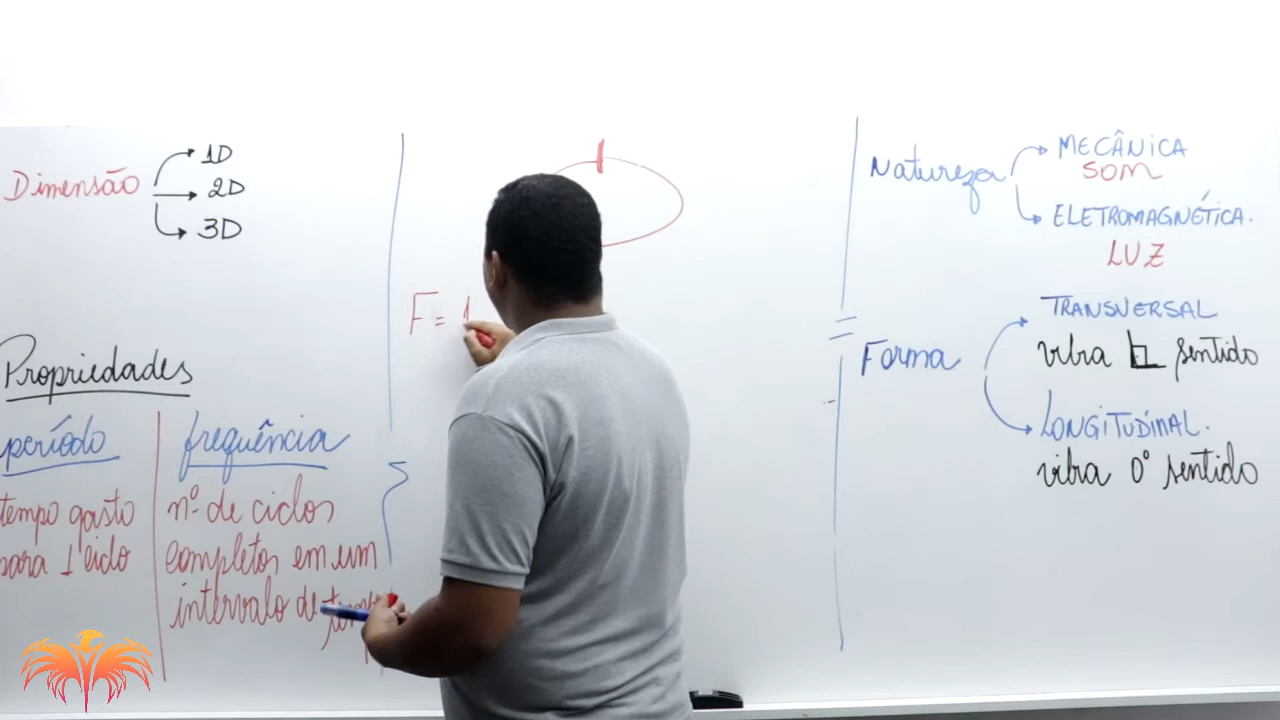 Dimensão
1D
2D
3D
Propriedades
período
tempo gasto
para 1 ciclo
frequência
nº de ciclos
completos em um
intervalo de
F = 1
Natureza
MECÂNICA
SOM
ELETROMAGNÉTICA.
LUZ
Forma
TRANSVERSAL
vibra sentido
LONGITUDINAL.
vibra 0° sentido